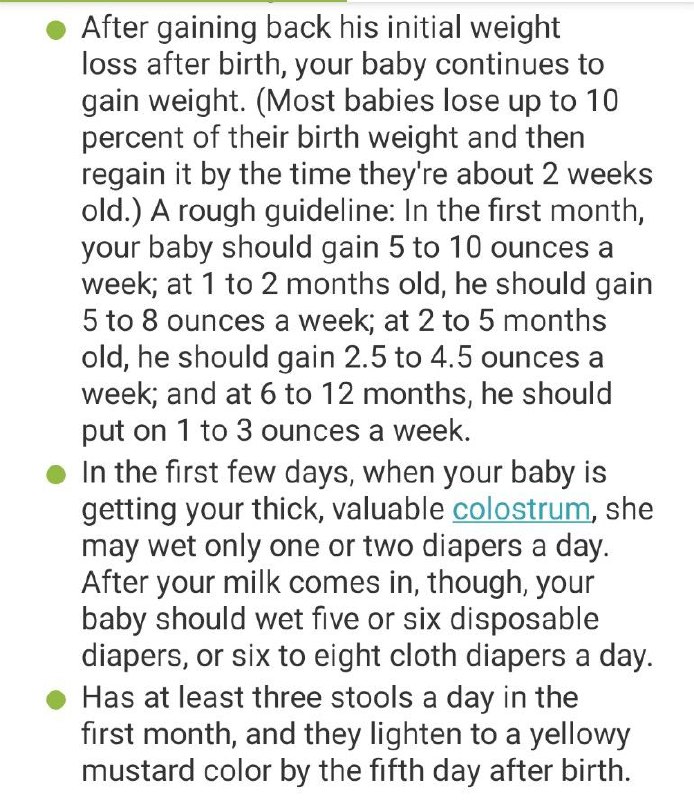 After gaining back his initial weight
loss after birth, your baby continues to
gain weight. (Most babies lose up to 10
percent of their birth weight and then
regain it by the time they're about 2 weeks
old.) A rough guideline: In the first month,
your baby should gain 5 to 10 ounces a
week; at 1 to 2 months old, he should gain
5 to 8 ounces a week; at 2 to 5 months
old, he should gain 2.5 to 4.5 ounces a
week; and at 6 to 12 months, he should
put on 1 to 3 ounces a week.
In the first few days, when your baby is
getting your thick, valuable colostrum, she
may wet only one or two diapers a day.
After your milk comes in, though, your
baby should wet five or six disposable
diapers, or six to eight cloth diapers a day.
Has at least three stools a day in the
first month, and they lighten to a yellowy
mustard color by the fifth day after birth.